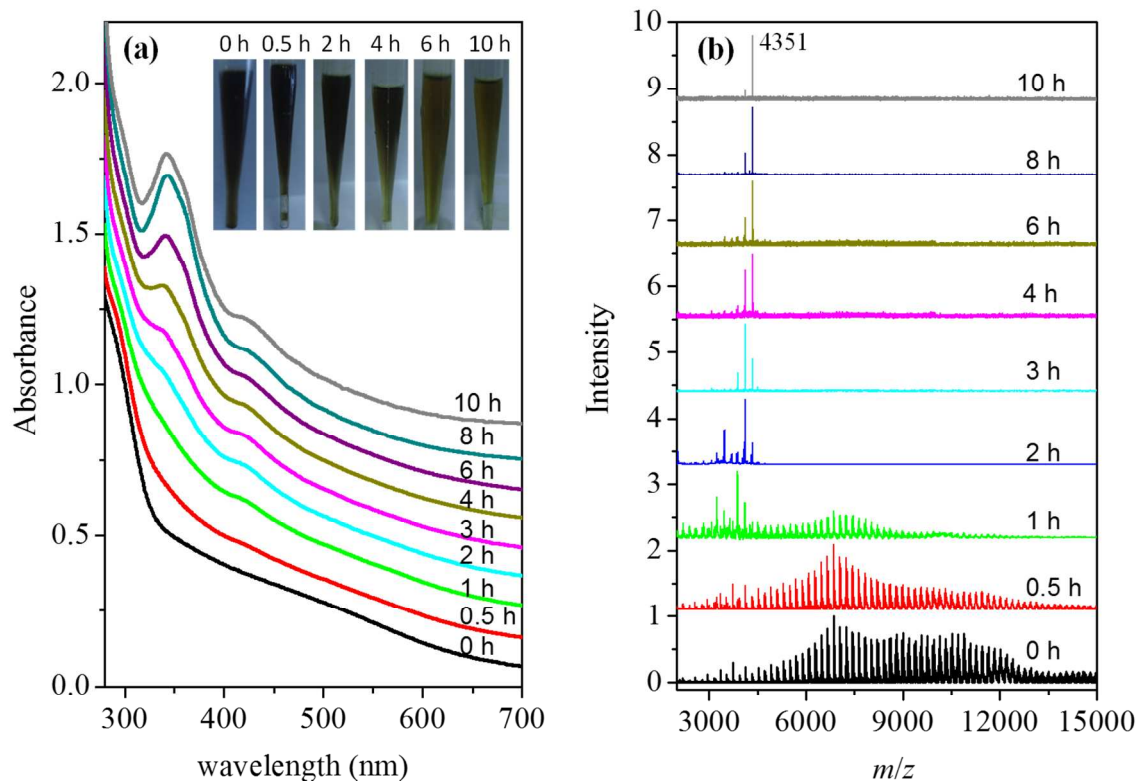 (a)
0 h 0.5 h 2 h 4 h 6 h 10 h
2.0
1.5
1.0
0.5
0.0
Absorbance
10 h
8 h
6 h
4 h
3 h
2 h
1 h
0.5 h
0 h
300 400 500 600 700
wavelength (nm)
(b)
4351
10
9
8
7
6
5
4
3
2
1
0
Intensity
10 h
8 h
6 h
4 h
3 h
2 h
1 h
0.5 h
0 h
3000 6000 9000 12000 15000
m/z